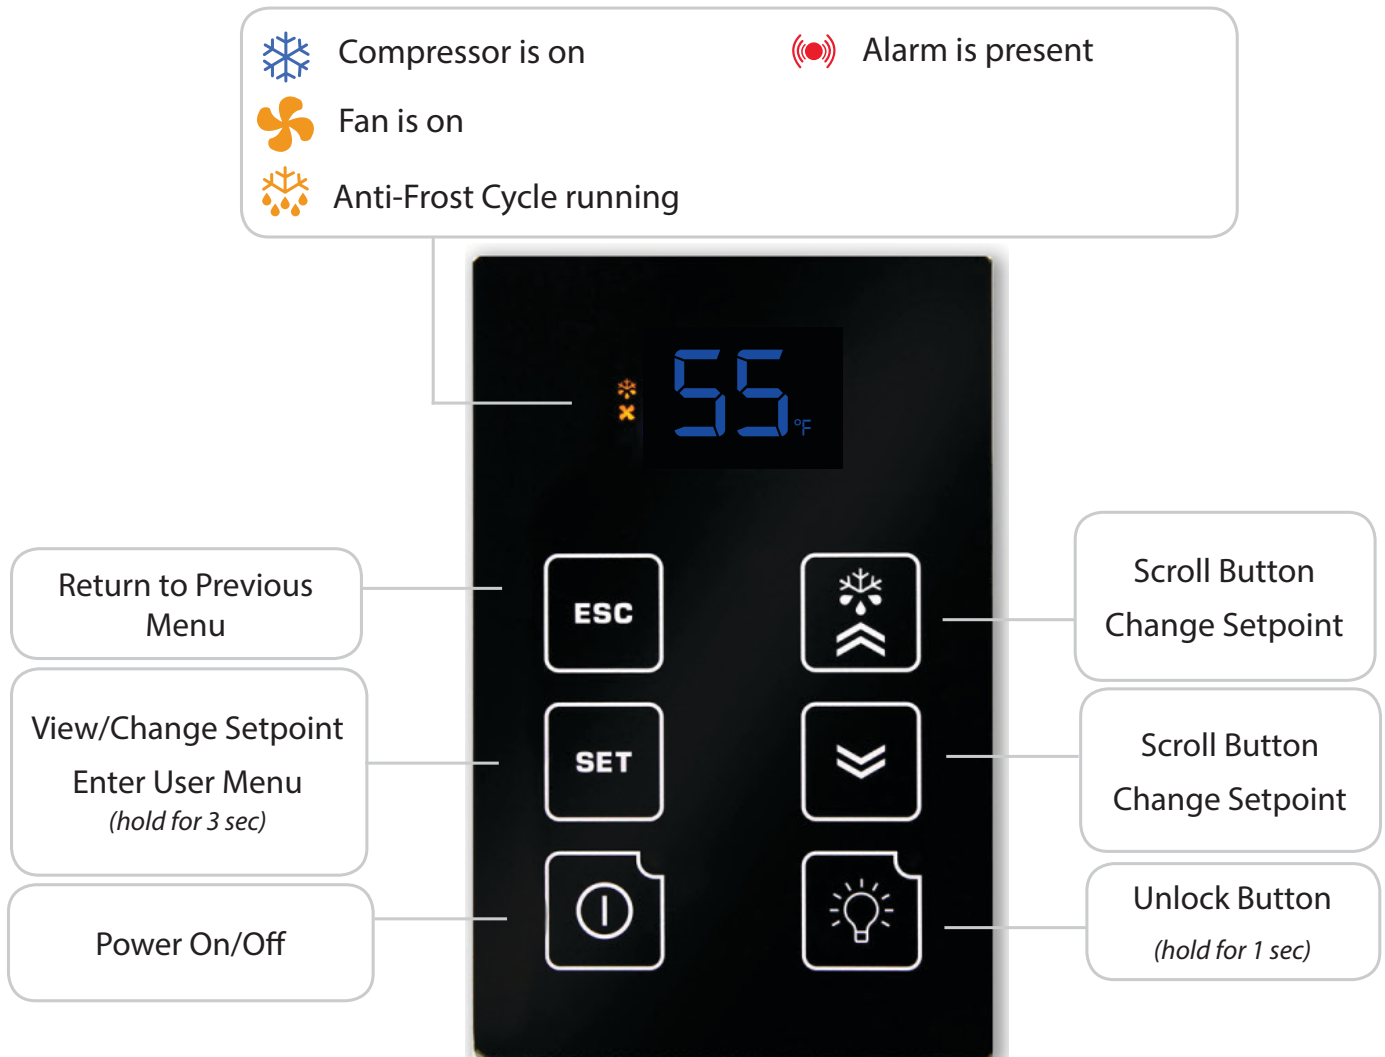 Compressor is on
Alarm is present
Fan is on
Anti-Frost Cycle running
55 °F
Return to Previous
Menu
ESC
Scroll Button
Change Setpoint
View/Change Setpoint
Enter User Menu
(hold for 3 sec)
SET
Scroll Button
Change Setpoint
Power On/Off
Unlock Button
(hold for 1 sec)